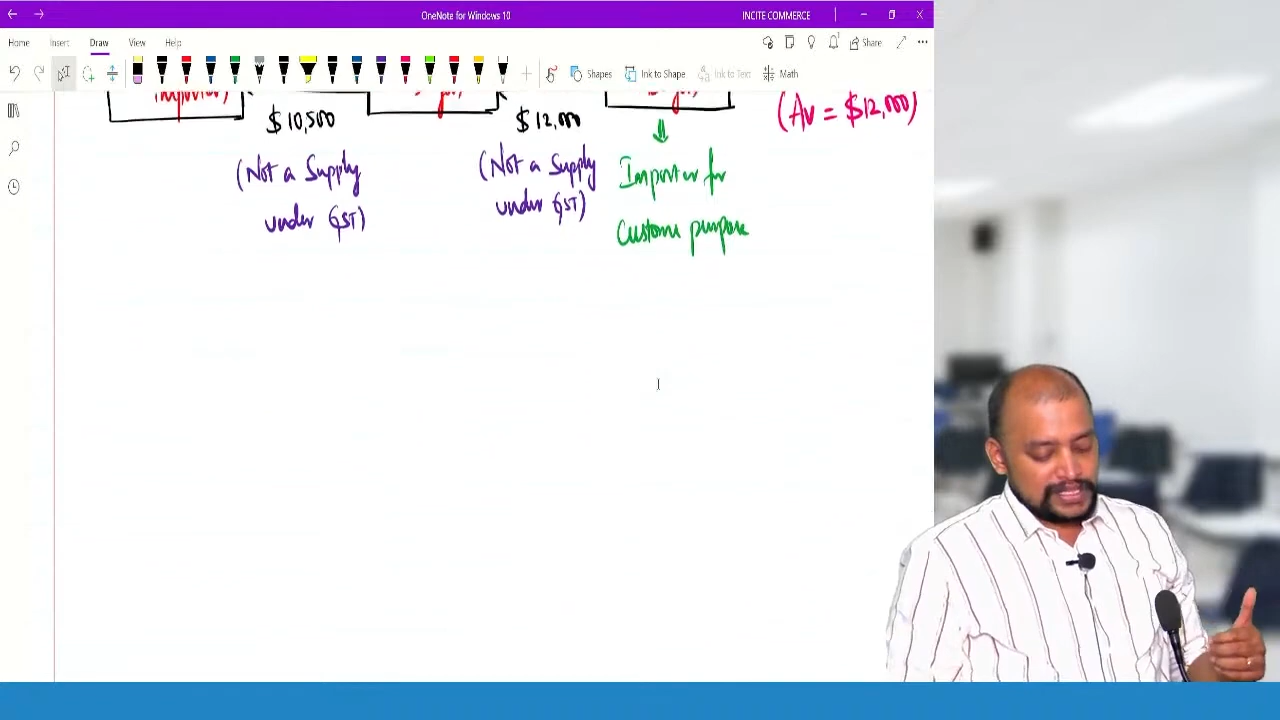 OneNote for Windows 10
INCITE COMMERCE
Home Insert Draw View Help
Share
Shapes Ink to Shape Ink to Text Math
$ 10,500
(Not a Supply
under GST)
$ 12,000
(Not a Supply
under GST)
Importer for
Customs purpose
(AV = $12,000)